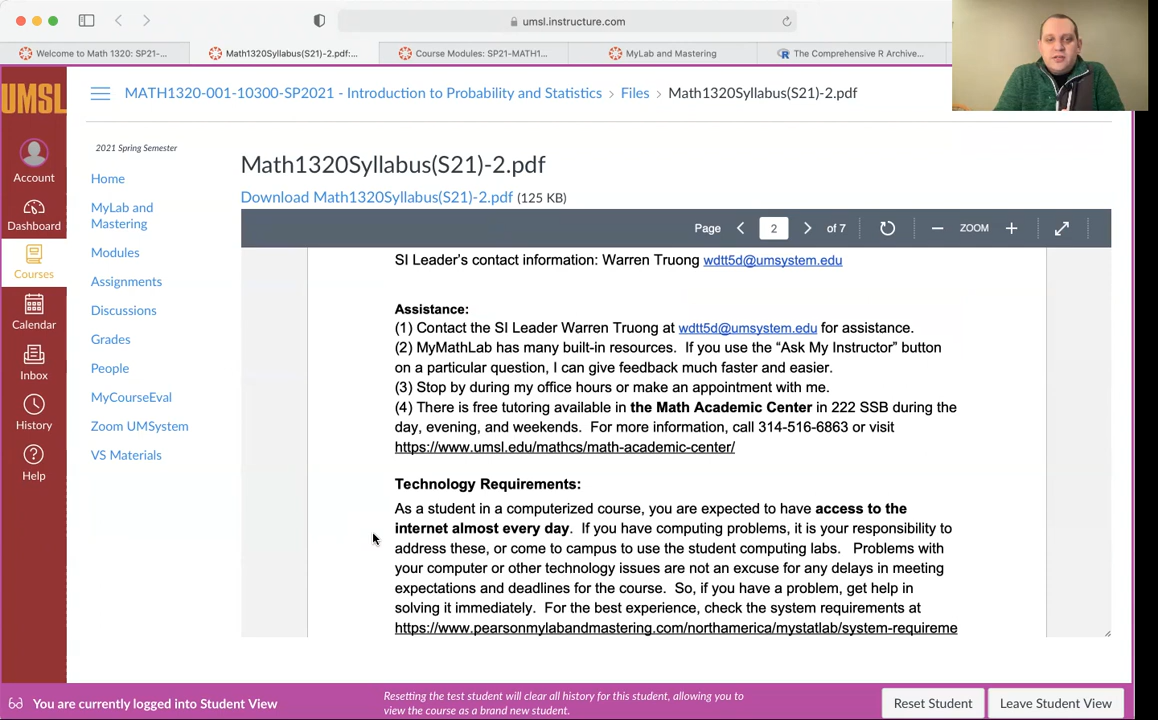 umsl.instructure.com
Welcome to Math 1320: SP21-...
Math1320Syllabus(S21)-2.pdf:...
Course Modules: SP21-MATH1...
MyLab and Mastering
The Comprehensive R Archive...
UMSL
MATH1320-001-10300-SP2021 - Introduction to Probability and Statistics › Files › Math1320Syllabus(S21)-2.pdf
Account
Dashboard
Courses
Calendar
Inbox
History
Help
2021 Spring Semester
Home
MyLab and
Mastering
Modules
Assignments
Discussions
Grades
People
MyCourseEval
Zoom UMSystem
VS Materials
Math1320Syllabus(S21)-2.pdf
Download Math1320Syllabus(S21)-2.pdf (125 KB)
Page 2 of 7 ZOOM
SI Leader's contact information: Warren Truong wdtt5d@umsystem.edu
Assistance:
(1) Contact the SI Leader Warren Truong at wdtt5d@umsystem.edu for assistance.
(2) MyMathLab has many built-in resources. If you use the “Ask My Instructor” button
on a particular question, I can give feedback much faster and easier.
(3) Stop by during my office hours or make an appointment with me.
(4) There is free tutoring available in the Math Academic Center in 222 SSB during the
day, evening, and weekends. For more information, call 314-516-6863 or visit
https://www.umsl.edu/mathcs/math-academic-center/
Technology Requirements:
As a student in a computerized course, you are expected to have access to the
internet almost every day. If you have computing problems, it is your responsibility to
address these, or come to campus to use the student computing labs. Problems with
your computer or other technology issues are not an excuse for any delays in meeting
expectations and deadlines for the course. So, if you have a problem, get help in
solving it immediately. For the best experience, check the system requirements at
https://www.pearsonmylabandmastering.com/northamerica/mystatlab/system-requireme
You are currently logged into Student View
Resetting the test student will clear all history for this student, allowing you to
view the course as a brand new student.
Reset Student
Leave Student View